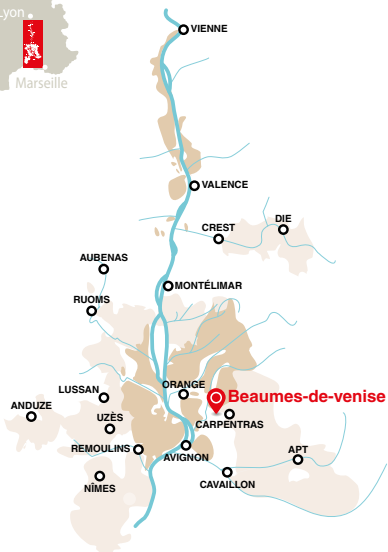 Lyon
Marseille
VIENNE
VALENCE
CREST
DIE
AUBENAS
MONTÉLIMAR
RUOMS
LUSSAN
ORANGE
Beaumes-de-venise
ANDUZE
UZÈS
CARPENTRAS
REMOULINS
AVIGNON
APT
NÎMES
CAVAILLON